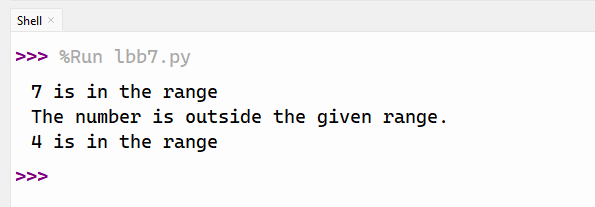 Shell ×
>>> %Run lbb7.py
7 is in the range
The number is outside the given range.
4 is in the range
>>>